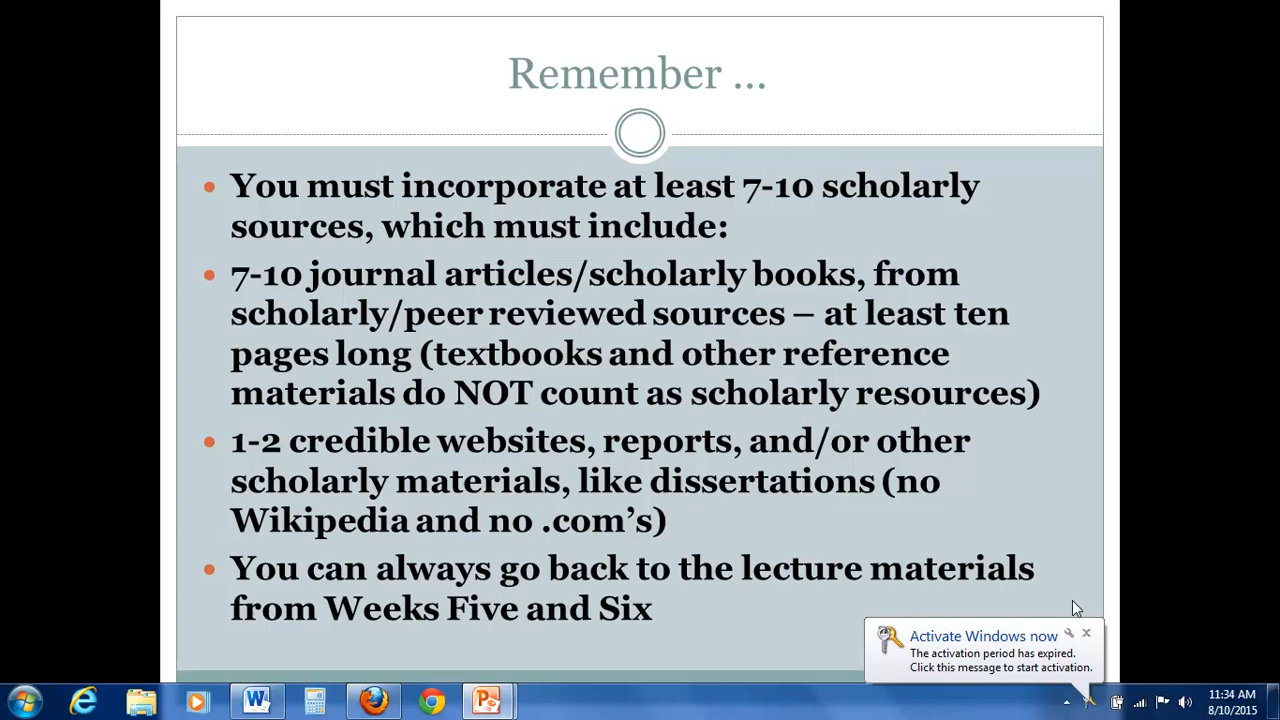 Remember ...
You must incorporate at least 7-10 scholarly
sources, which must include:
7-10 journal articles/scholarly books, from
scholarly/peer reviewed sources – at least ten
pages long (textbooks and other reference
materials do NOT count as scholarly resources)
1-2 credible websites, reports, and/or other
scholarly materials, like dissertations (no
Wikipedia and no .com's)
You can always go back to the lecture materials
from Weeks Five and Six
Activate Windows now
The activation period has expired.
Click this message to start activation.
11:34 AM
8/10/2015